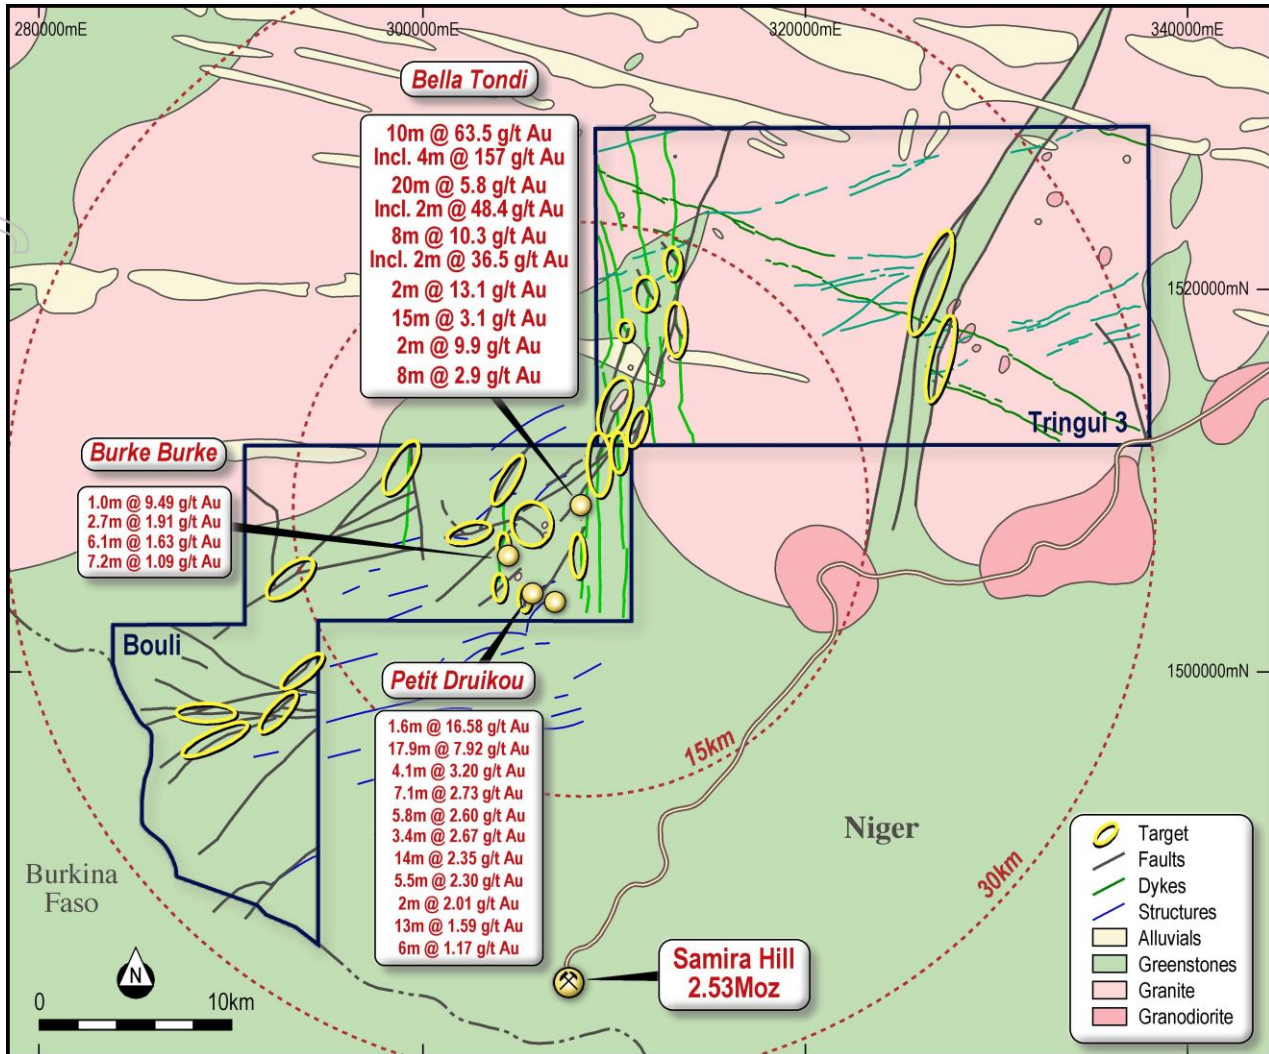 280000mE
300000mE
320000mE
340000mE
Bella Tondi
10m @ 63.5 g/t Au
Incl. 4m @ 157 g/t Au
20m @ 5.8 g/t Au
Incl. 2m @ 48.4 g/t Au
8m @ 10.3 g/t Au
Incl. 2m @ 36.5 g/t Au
2m @ 13.1 g/t Au
15m @ 3.1 g/t Au
2m @ 9.9 g/t Au
8m @ 2.9 g/t Au
1520000mN
Tringui 3
Burke Burke
1.0m @ 9.49 g/t Au
2.7m @ 1.91 g/t Au
6.1m @ 1.63 g/t Au
7.2m @ 1.09 g/t Au
Bouli
1500000mN
Petit Druikou
1.6m @ 16.58 g/t Au
17.9m @ 7.92 g/t Au
4.1m @ 3.20 g/t Au
7.1m @ 2.73 g/t Au
5.8m @ 2.60 g/t Au
3.4m @ 2.67 g/t Au
14m @ 2.35 g/t Au
5.5m @ 2.30 g/t Au
2m @ 2.01 g/t Au
13m @ 1.59 g/t Au
6m @ 1.17 g/t Au
15km
30km
Niger
Burkina
Faso
Samira Hill
2.53Moz
N
0 10km
Target
Faults
Dykes
Structures
Alluvials
Greenstones
Granite
Granodiorite